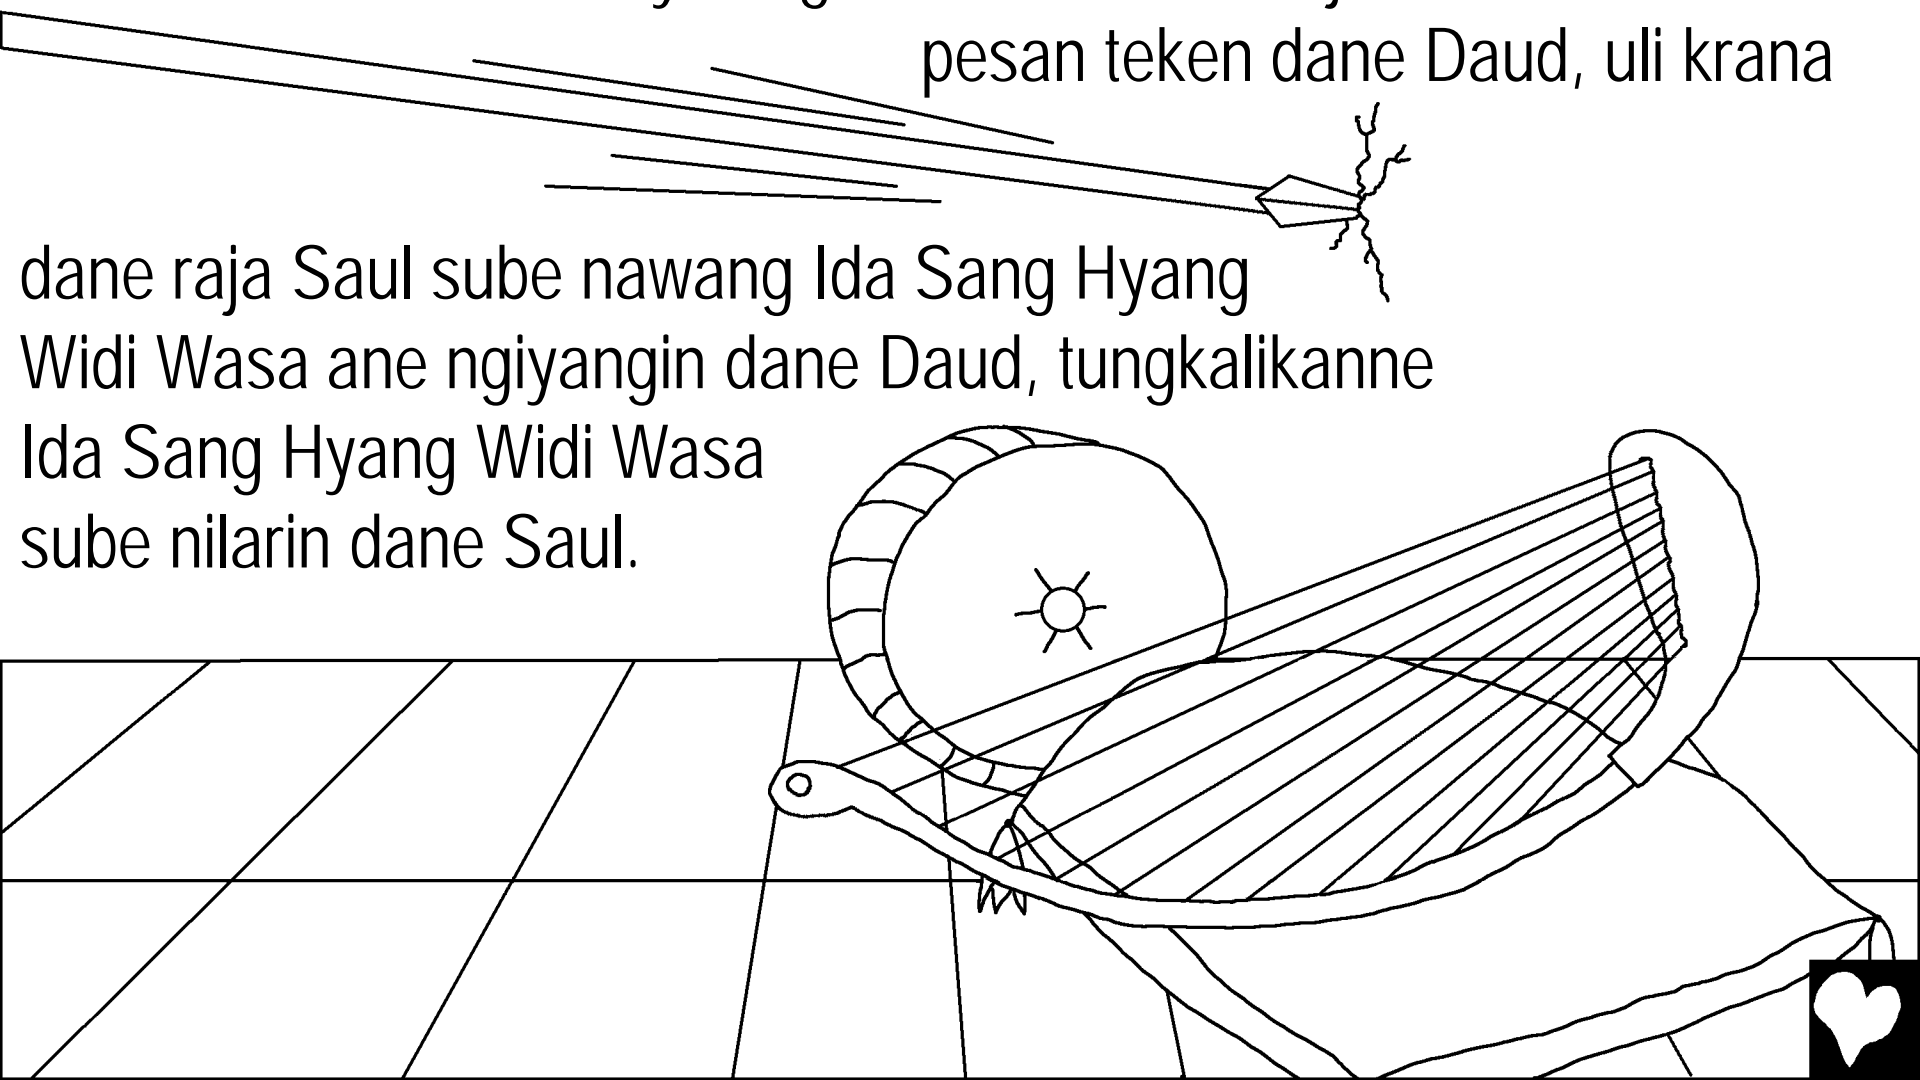 pesan teken dane Daud, uli krana
dane raja Saul sube nawang Ida Sang Hyang
Widi Wasa ane ngiyangin dane Daud, tungkalikanne
Ida Sang Hyang Widi Wasa
sube nilarin dane Saul.